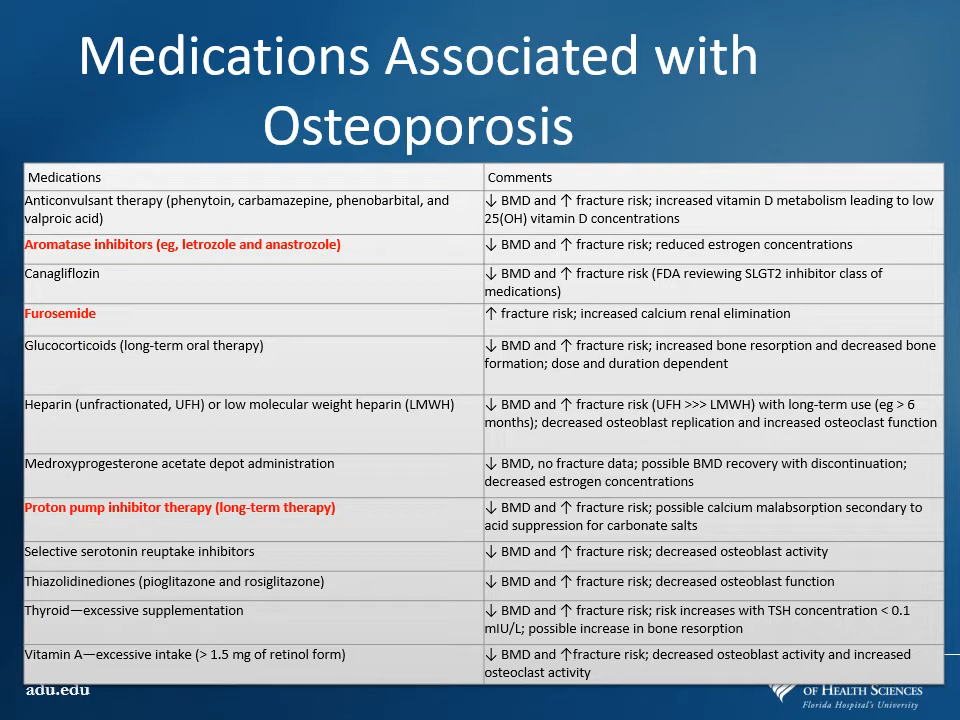 Medications Associated with
Osteoporosis
Medications
Comments
Anticonvulsant therapy (phenytoin, carbamazepine, phenobarbital, and
valproic acid)
↓ BMD and ↑ fracture risk; increased vitamin D metabolism leading to low
25(OH) vitamin D concentrations
Aromatase inhibitors (eg, letrozole and anastrozole)
↓ BMD and ↑ fracture risk; reduced estrogen concentrations
Canagliflozin
↓ BMD and ↑ fracture risk (FDA reviewing SLGT2 inhibitor class of
medications)
Furosemide
↑ fracture risk; increased calcium renal elimination
Glucocorticoids (long-term oral therapy)
↓ BMD and ↑ fracture risk; increased bone resorption and decreased bone
formation; dose and duration dependent
Heparin (unfractionated, UFH) or low molecular weight heparin (LMWH)
↓ BMD and ↑ fracture risk (UFH >>> LMWH) with long-term use (eg > 6
months); decreased osteoblast replication and increased osteoclast function
Medroxyprogesterone acetate depot administration
↓ BMD, no fracture data; possible BMD recovery with discontinuation;
decreased estrogen concentrations
Proton pump inhibitor therapy (long-term therapy)
↓ BMD and ↑ fracture risk; possible calcium malabsorption secondary to
acid suppression for carbonate salts
Selective serotonin reuptake inhibitors
↓ BMD and ↑ fracture risk; decreased osteoblast activity
Thiazolidinediones (pioglitazone and rosiglitazone)
↓ BMD and ↑ fracture risk; decreased osteoblast function
Thyroid—excessive supplementation
↓ BMD and ↑ fracture risk; risk increases with TSH concentration < 0.1
mIU/L; possible increase in bone resorption
Vitamin A—excessive intake (> 1.5 mg of retinol form)
↓ BMD and ↑fracture risk; decreased osteoblast activity and increased
osteoclast activity
adu.edu
OF HEALTH SCIENCES
Florida Hospital's University